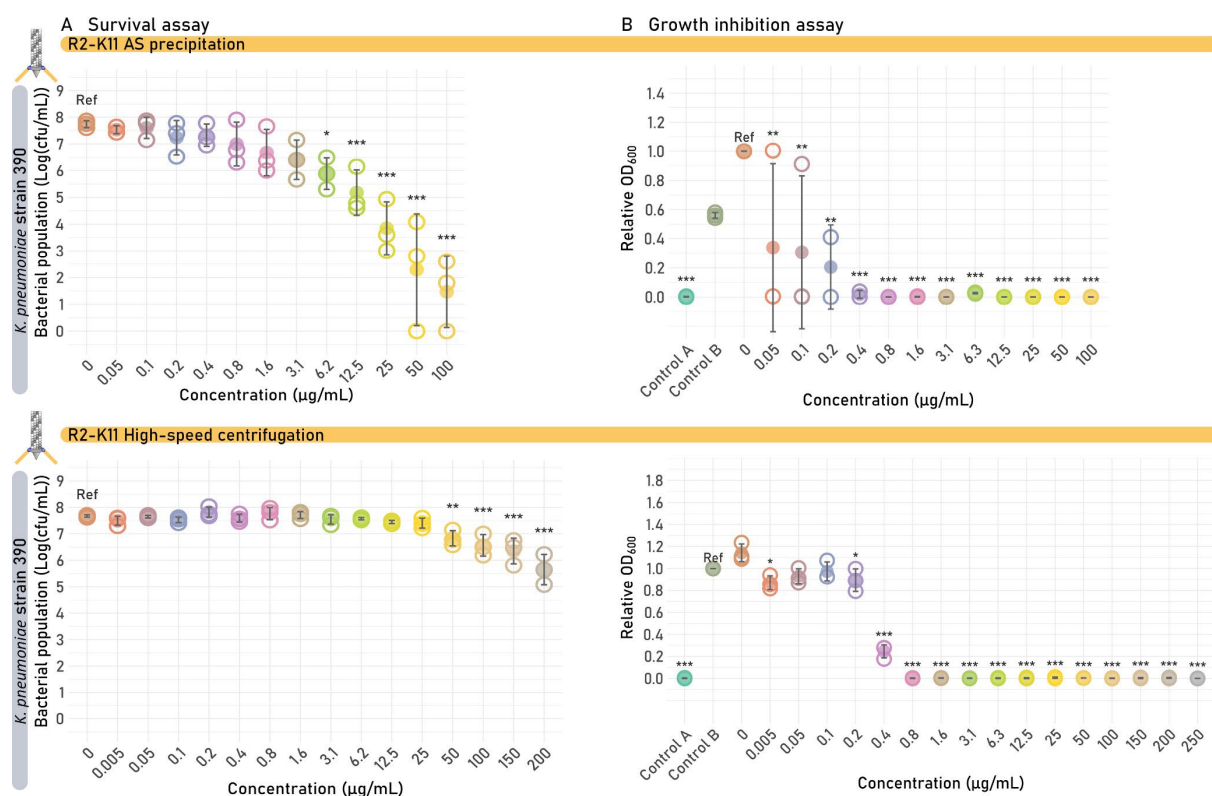 A Survival assay
B Growth inhibition assay
R2-K11 AS precipitation
K. pneumoniae strain 390
Bacterial population (Log(cfu/mL))
9
8
7
6
5
4
3
2
1
0
Ref
*
***
***
***
***
0 0.05 0.1 0.2 0.4 0.8 1.6 3.1 6.2 12.5 25 50 100
Concentration (µg/mL)
Relative OD600
1.4
1.2
1.0
0.8
0.6
0.4
0.2
0.0
Ref
**
**
**
*** *** *** *** *** *** *** *** *** ***
Control A Control B 0 0.05 0.1 0.2 0.4 0.8 1.6 3.1 6.3 12.5 25 50 100
Concentration (µg/mL)
R2-K11 High-speed centrifugation
K. pneumoniae strain 390
Bacterial population (Log(cfu/mL))
9
8
7
6
5
4
3
2
1
0
Ref
** *** *** ***
0 0.005 0.05 0.1 0.2 0.4 0.8 1.6 3.1 6.2 12.5 25 50 100 150 200
Concentration (µg/mL)
Relative OD600
1.8
1.6
1.4
1.2
1.0
0.8
0.6
0.4
0.2
0.0
Ref
*
*
***
*** *** *** *** *** *** *** *** *** *** *** ***
Control A Control B 0 0.005 0.05 0.1 0.2 0.4 0.8 1.6 3.1 6.3 12.5 25 50 100 150 200 250
Concentration (µg/mL)